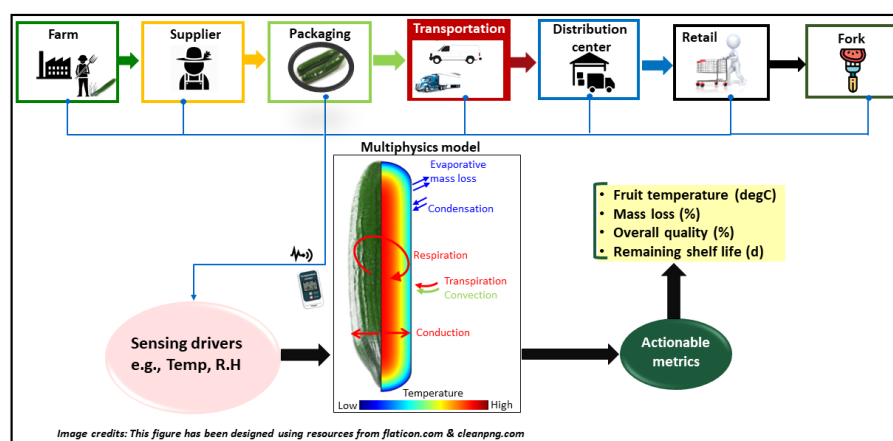 Farm
Supplier
Packaging
Transportation
Distribution
center
Retail
Fork
Multiphysics model
Evaporative
mass loss
Condensation
Respiration
Transpiration
Convection
Conduction
Temperature
Low
High
Sensing drivers
e.g., Temp, R.H
Actionable
metrics
• Fruit temperature (degC)
• Mass loss (%)
• Overall quality (%)
• Remaining shelf life (d)
Image credits: This figure has been designed using resources from flaticon.com & cleanpng.com